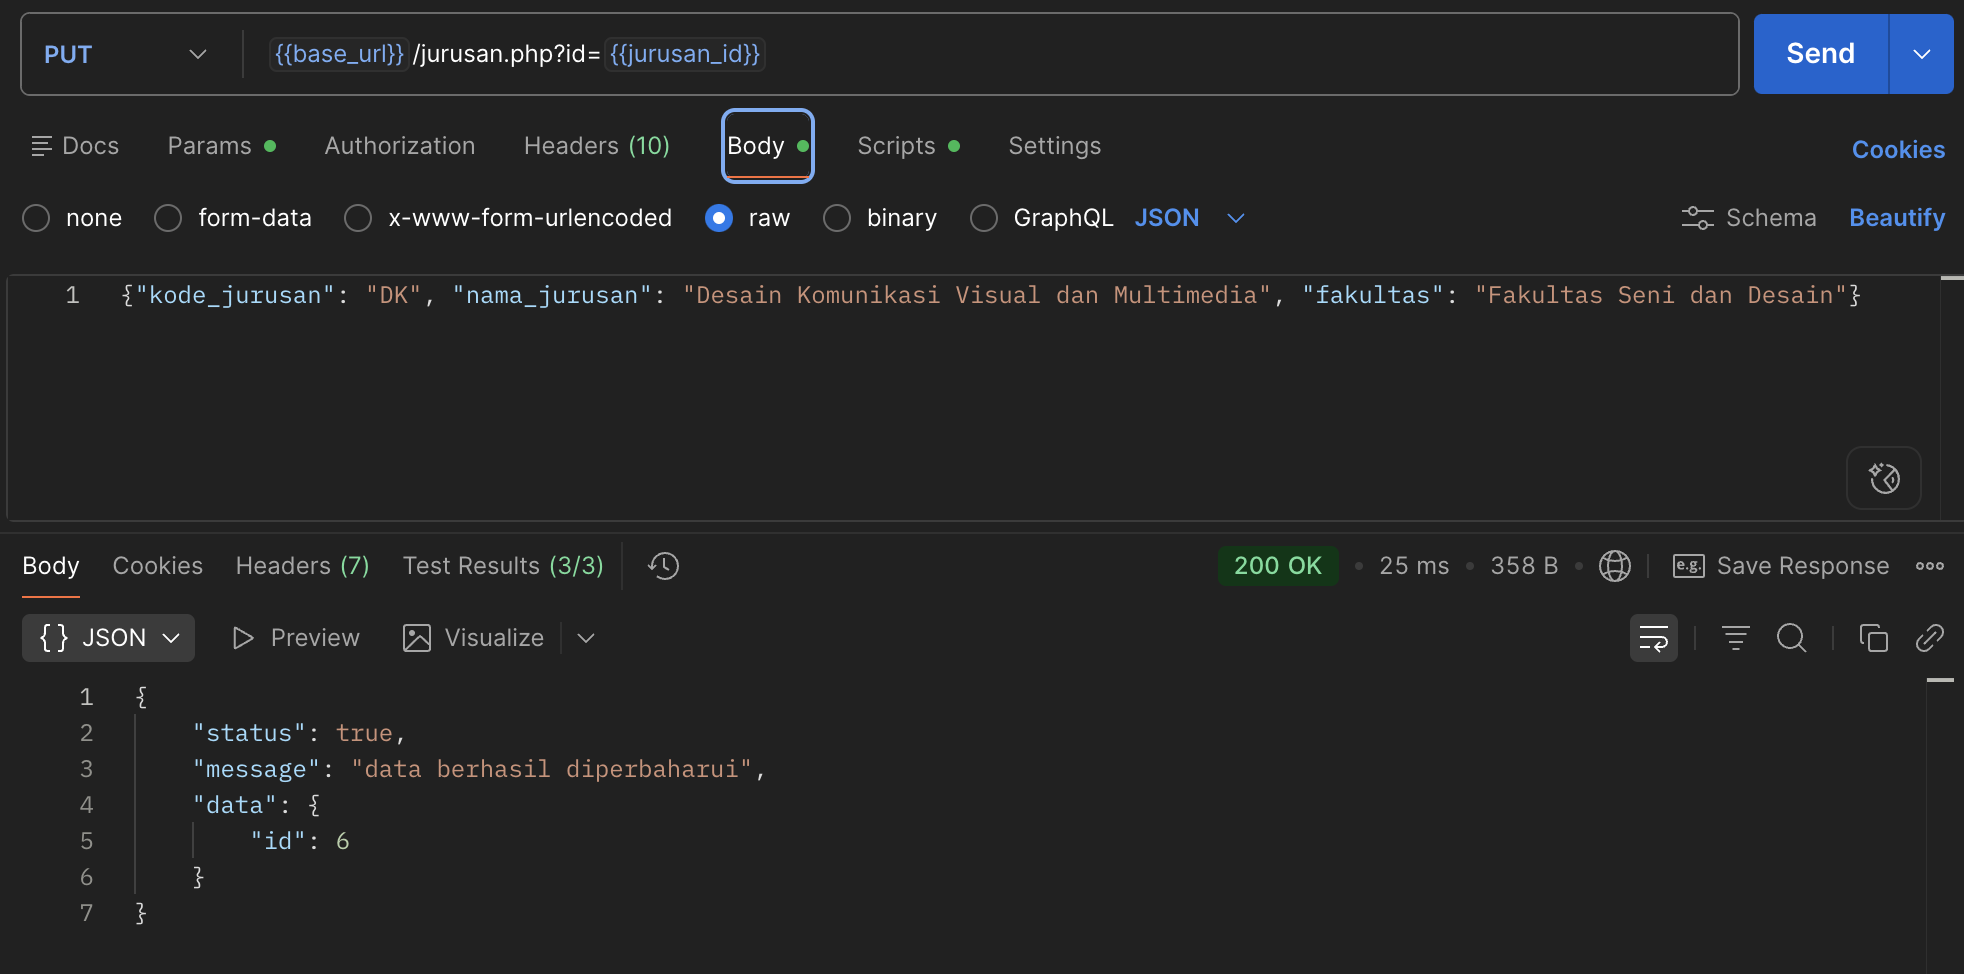 PUT {{base_url}}/jurusan.php?id={{jurusan_id}} Send
Docs Params Authorization Headers (10) Body Scripts Settings Cookies
none form-data x-www-form-urlencoded raw binary GraphQL JSON Schema Beautify
1 {"kode_jurusan": "DK", "nama_jurusan": "Desain Komunikasi Visual dan Multimedia", "fakultas": "Fakultas Seni dan Desain"}
Body Cookies Headers (7) Test Results (3/3) 200 OK • 25 ms • 358 B • e.g. Save Response
{} JSON Preview Visualize
1 {
2 "status": true,
3 "message": "data berhasil diperbaharui",
4 "data": {
5 "id": 6
6 }
7 }